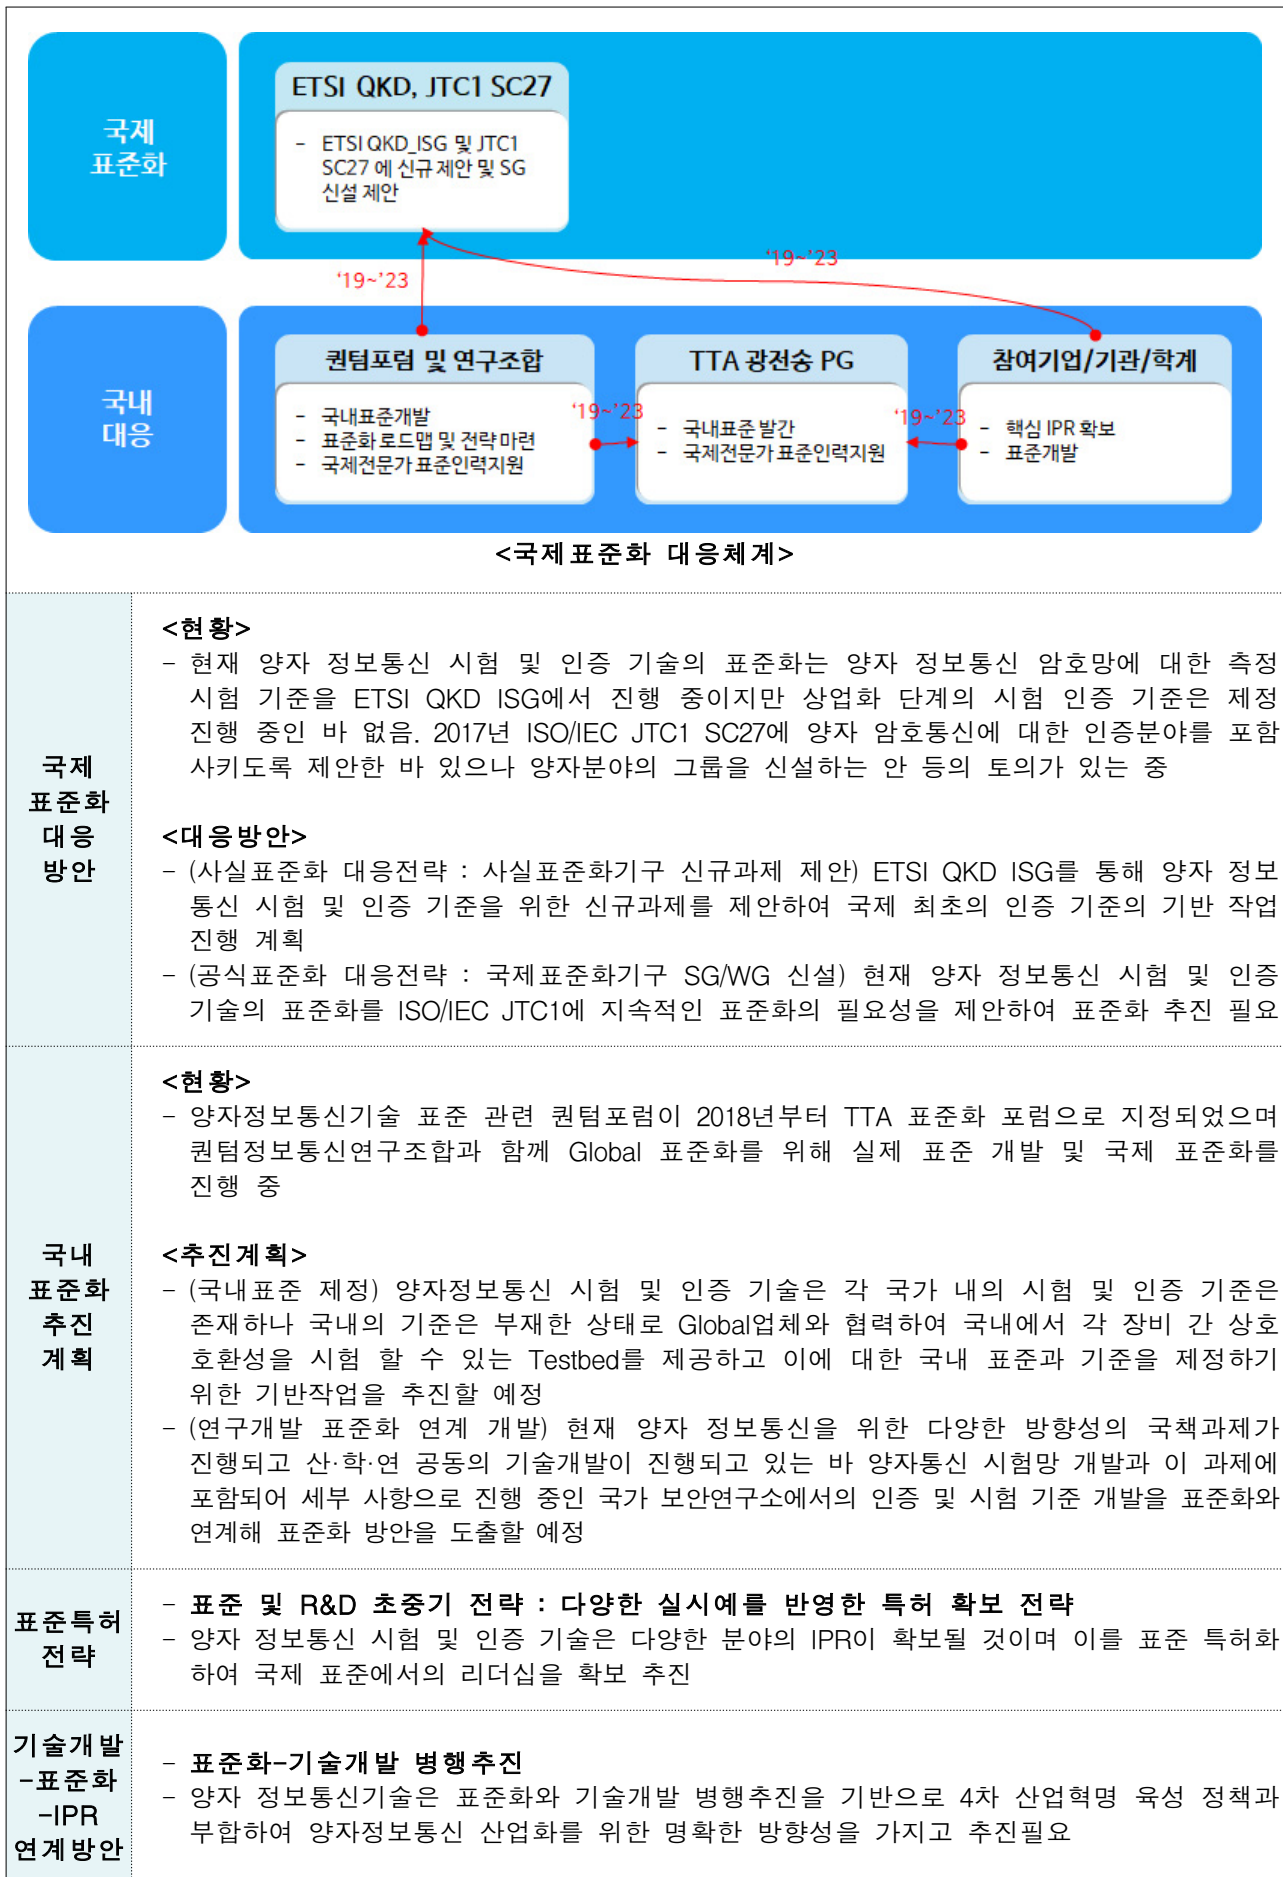 국제
표준화
ETSI QKD, JTC1 SC27
- ETSI QKD_ISG 및 JTC1
SC27 에 신규 제안 및 SG
신설 제안
‘19~’23
‘19~’23
국내
대응
퀀텀포럼 및 연구조합
- 국내표준개발
- 표준화 로드맵 및 전략 마련
- 국제전문가 표준인력지원
‘19~’23
TTA 광전송 PG
- 국내표준 발간
- 국제전문가 표준인력지원
‘19~’23
참여기업/기관/학계
- 핵심 IPR 확보
- 표준개발
<국제표준화 대응체계>
국제
표준화
대응
방안
<현황>
- 현재 양자 정보통신 시험 및 인증 기술의 표준화는 양자 정보통신 암호망에 대한 측정
시험 기준을 ETSI QKD ISG에서 진행 중이지만 상업화 단계의 시험 인증 기준은 제정
진행 중인 바 없음. 2017년 ISO/IEC JTC1 SC27에 양자 암호통신에 대한 인증분야를 포함
사키도록 제안한 바 있으나 양자분야의 그룹을 신설하는 안 등의 토의가 있는 중
<대응방안>
- (사실표준화 대응전략 : 사실표준화기구 신규과제 제안) ETSI QKD ISG를 통해 양자 정보
통신 시험 및 인증 기준을 위한 신규과제를 제안하여 국제 최초의 인증 기준의 기반 작업
진행 계획
- (공식표준화 대응전략 : 국제표준화기구 SG/WG 신설) 현재 양자 정보통신 시험 및 인증
기술의 표준화를 ISO/IEC JTC1에 지속적인 표준화의 필요성을 제안하여 표준화 추진 필요
국내
표준화
추진
계획
<현황>
- 양자정보통신기술 표준 관련 퀀텀포럼이 2018년부터 TTA 표준화 포럼으로 지정되었으며
퀀텀정보통신연구조합과 함께 Global 표준화를 위해 실제 표준 개발 및 국제 표준화를
진행 중
<추진계획>
- (국내표준 제정) 양자정보통신 시험 및 인증 기술은 각 국가 내의 시험 및 인증 기준은
존재하나 국내의 기준은 부재한 상태로 Global업체와 협력하여 국내에서 각 장비 간 상호
호환성을 시험 할 수 있는 Testbed를 제공하고 이에 대한 국내 표준과 기준을 제정하기
위한 기반작업을 추진할 예정
- (연구개발 표준화 연계 개발) 현재 양자 정보통신을 위한 다양한 방향성의 국책과제가
진행되고 산·학·연 공동의 기술개발이 진행되고 있는 바 양자통신 시험망 개발과 이 과제에
포함되어 세부 사항으로 진행 중인 국가 보안연구소에서의 인증 및 시험 기준 개발을 표준화와
연계해 표준화 방안을 도출할 예정
표준특허
전략
- 표준 및 R&D 초중기 전략 : 다양한 실시예를 반영한 특허 확보 전략
- 양자 정보통신 시험 및 인증 기술은 다양한 분야의 IPR이 확보될 것이며 이를 표준 특허화
하여 국제 표준에서의 리더십을 확보 추진
기술개발
-표준화
-IPR
연계방안
- 표준화-기술개발 병행추진
- 양자 정보통신기술은 표준화와 기술개발 병행추진을 기반으로 4차 산업혁명 육성 정책과
부합하여 양자정보통신 산업화를 위한 명확한 방향성을 가지고 추진필요